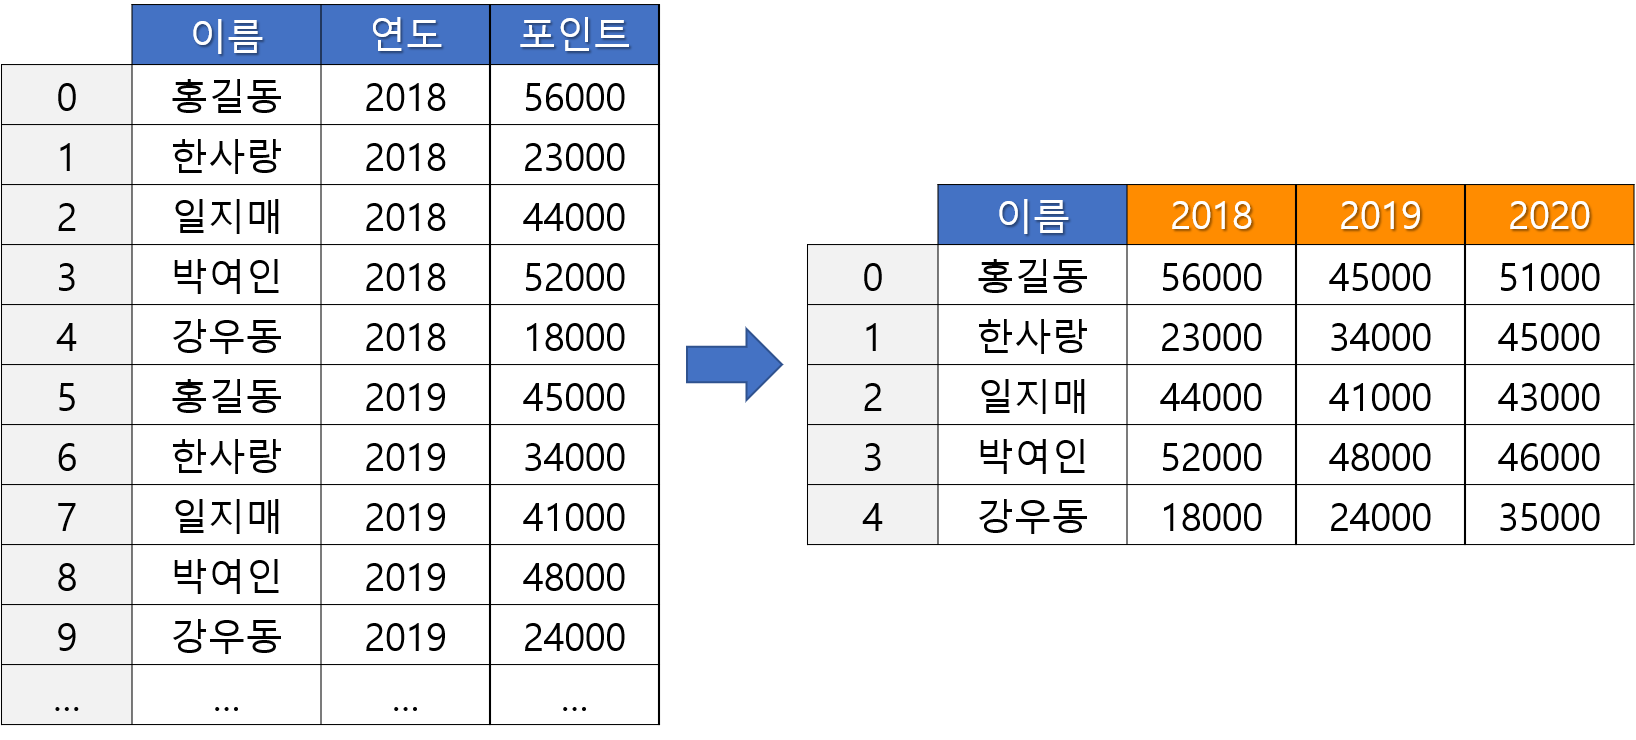 이름 연도 포인트
0 홍길동 2018 56000
1 한사랑 2018 23000
2 일지매 2018 44000
3 박여인 2018 52000
4 강우동 2018 18000
5 홍길동 2019 45000
6 한사랑 2019 34000
7 일지매 2019 41000
8 박여인 2019 48000
9 강우동 2019 24000
... ... ... ...
이름 2018 2019 2020
0 홍길동 56000 45000 51000
1 한사랑 23000 34000 45000
2 일지매 44000 41000 43000
3 박여인 52000 48000 46000
4 강우동 18000 24000 35000